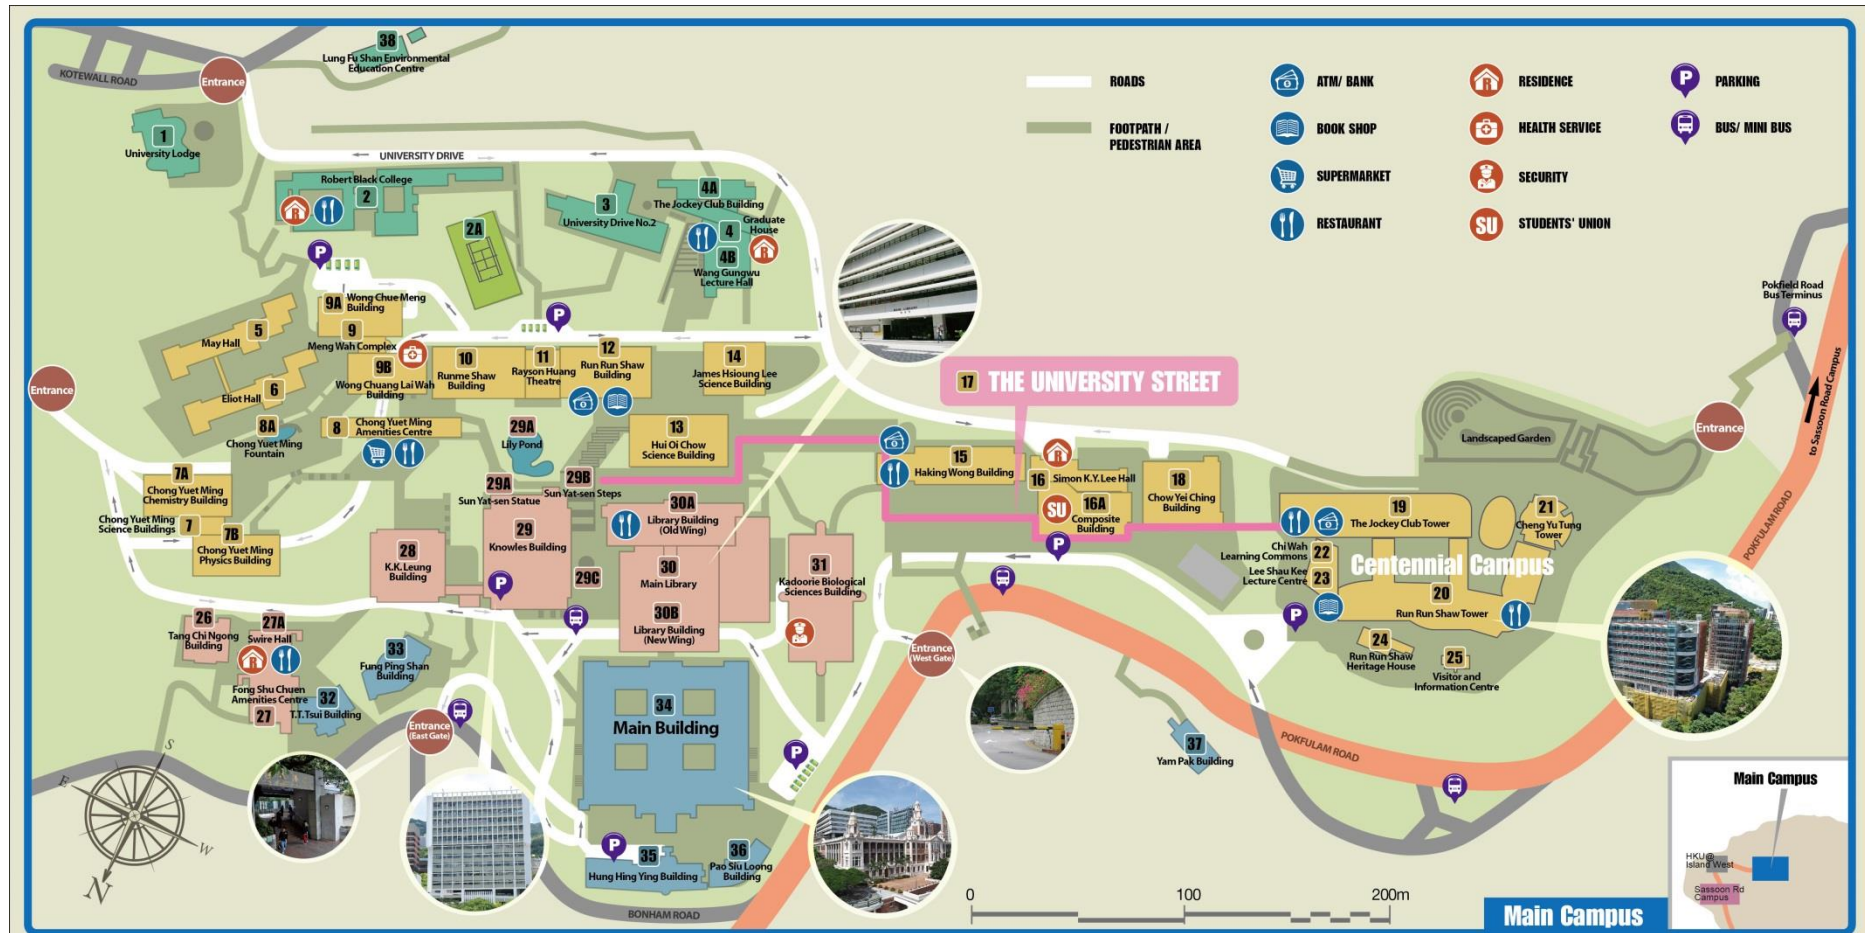 38
Lung Fu Shan Environmental
Education Centre
KOTEWALL ROAD
Entrance
1
University Lodge
UNIVERSITY DRIVE
Robert Black College
2
R
2A
3
University Drive No.2
4A
The Jockey Club Building
4
Graduate
House
R
4B
Wang Gungwu
Lecture Hall
P
ROADS
FOOTPATH /
PEDESTRIAN AREA
ATM/ BANK
BOOK SHOP
SUPERMARKET
RESTAURANT
R
RESIDENCE
HEALTH SERVICE
SECURITY
SU
STUDENTS' UNION
P
PARKING
BUS/ MINI BUS
9A
Wong Chue Meng
Building
9
Meng Wah Complex
9B
Wong Chuang Lai Wah
Building
5
May Hall
6
Eliot Hall
8A
Chong Yuet Ming
Fountain
8
Chong Yuet Ming
Amenities Centre
10
Runme Shaw
Building
11
Rayson Huang
Theatre
P
12
Run Run Shaw
Building
14
James Hsioung Lee
Science Building
13
Hui Oi Chow
Science Building
Entrance
7A
Chong Yuet Ming
Chemistry Building
Chong Yuet Ming
Science Buildings
7
7B
Chong Yuet Ming
Physics Building
29A
Lily Pond
29A
Sun Yat-sen Statue
29B
Sun Yat-sen Steps
29
Knowles Building
28
K.K. Leung
Building
P
29C
30A
Library Building
(Old Wing)
30
Main Library
30B
Library Building
(New Wing)
31
Kadoorie Biological
Sciences Building
17
THE UNIVERSITY STREET
15
Haking Wong Building
R
16
Simon K.Y. Lee Hall
SU
16A
Composite
Building
P
18
Chow Yei Ching
Building
19
The Jockey Club Tower
21
Cheng Yu Tung
Tower
Chi Wah
Learning Commons
22
Lee Shau Kee
Lecture Centre
23
Centennial Campus
20
Run Run Shaw Tower
P
24
Run Run Shaw
Heritage House
25
Visitor and
Information Centre
Landscaped Garden
Entrance
Pokfield Road
Bus Terminus
to Sassoon Road Campus
POKFULAM ROAD
POKFULAM ROAD
26
Tang Chi Ngong
Building
27A
Swire Hall
R
Fong Shu Chuen
Amenities Centre
27
32
T.T. Tsui Building
33
Fung Ping Shan
Building
Entrance
(East Gate)
Entrance
(West Gate)
34
Main Building
P
P
35
Hung Hing Ying Building
36
Pao Siu Loong
Building
37
Yam Pak Building
BONHAM ROAD
S
E
W
N
0
100
200m
Main Campus
Main Campus
HKU@
Island West
Sassoon Rd
Campus